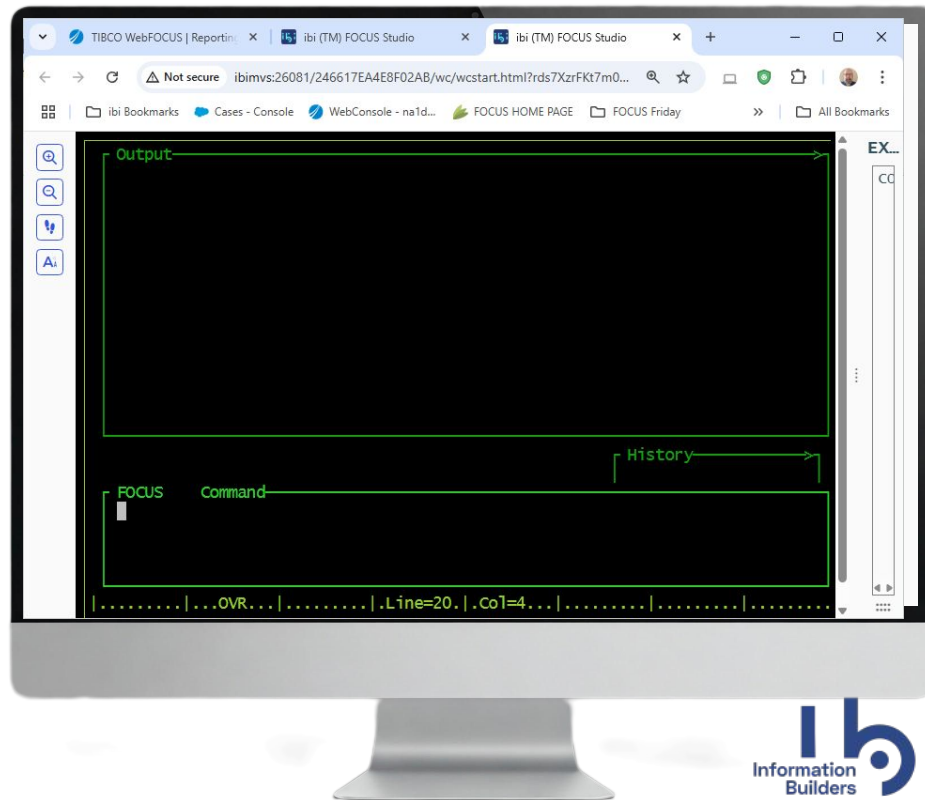 TIBCO WebFOCUS | Reporting
ibi (TM) FOCUS Studio
ibi (TM) FOCUS Studio
Not secure ibimvs:26081/246617EA4E8F02AB/wc/wcstart.html?rds7XzrFKt7m0...
ibi Bookmarks
Cases - Console
WebConsole - na1d...
FOCUS HOME PAGE
FOCUS Friday
All Bookmarks
Output
EX...
CO
History
FOCUS Command
|.........|...OVR...|.........|.Line=20.|.Col=4...|.........|.........|.........
Information
Builders